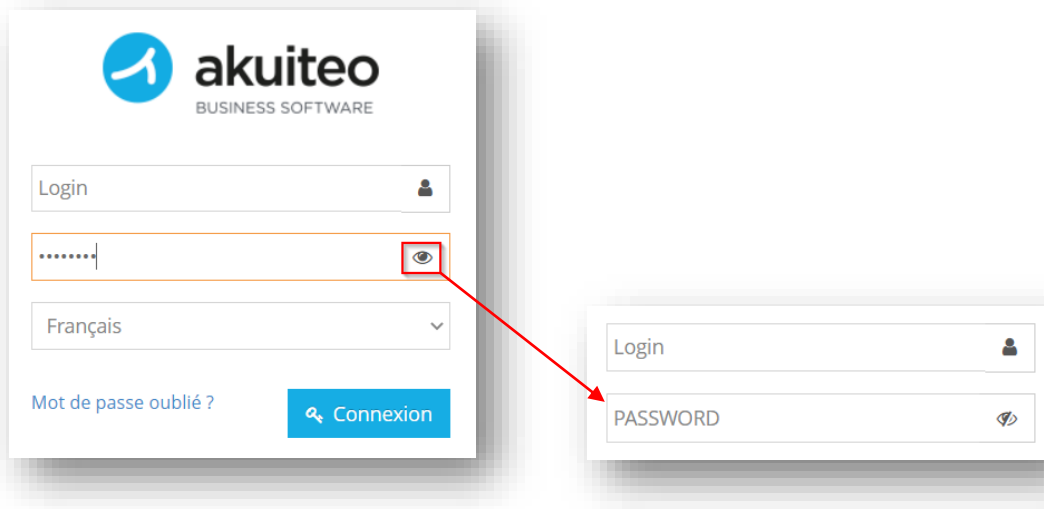 akuiteo
BUSINESS SOFTWARE
Login
••••••••
Français
Mot de passe oublié ?
Connexion
Login
PASSWORD